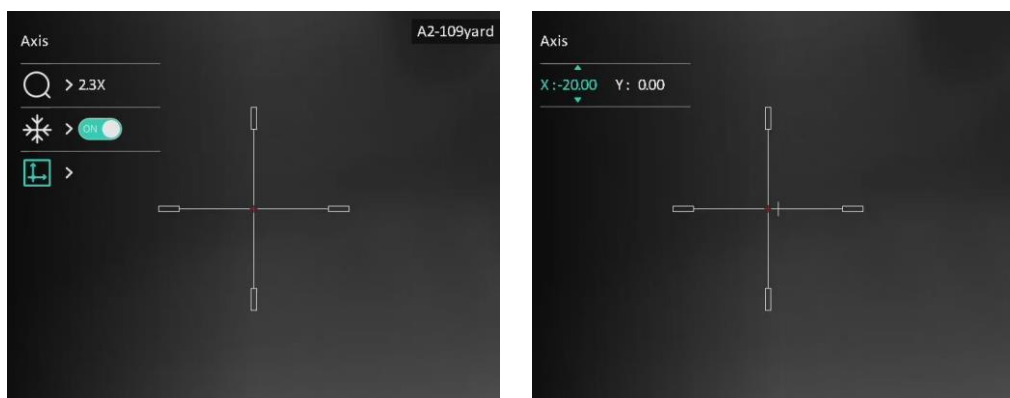 Axis
A2-109yard
> 2.3X
> ON
>
Axis
X :-20.00 Y : 0.00